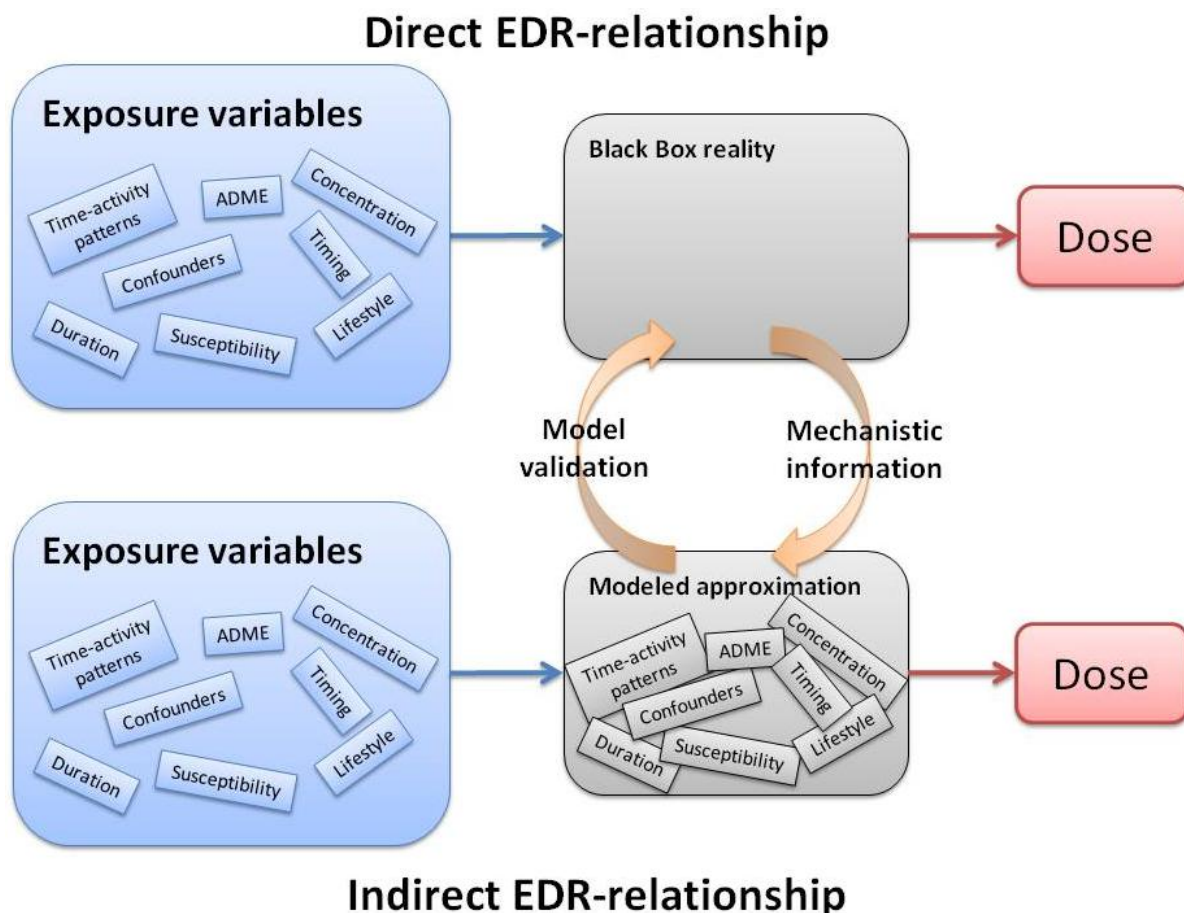 Direct EDR-relationship
Exposure variables
Time-activity
patterns
ADME
Concentration
Confounders
Timing
Duration
Susceptibility
Lifestyle
Black Box reality
Dose
Model
validation
Mechanistic
information
Exposure variables
Time-activity
patterns
ADME
Concentration
Confounders
Timing
Duration
Susceptibility
Lifestyle
Modeled approximation
Time-activity
patterns
ADME
Concentration
Confounders
Timing
Duration
Susceptibility
Lifestyle
Dose
Indirect EDR-relationship